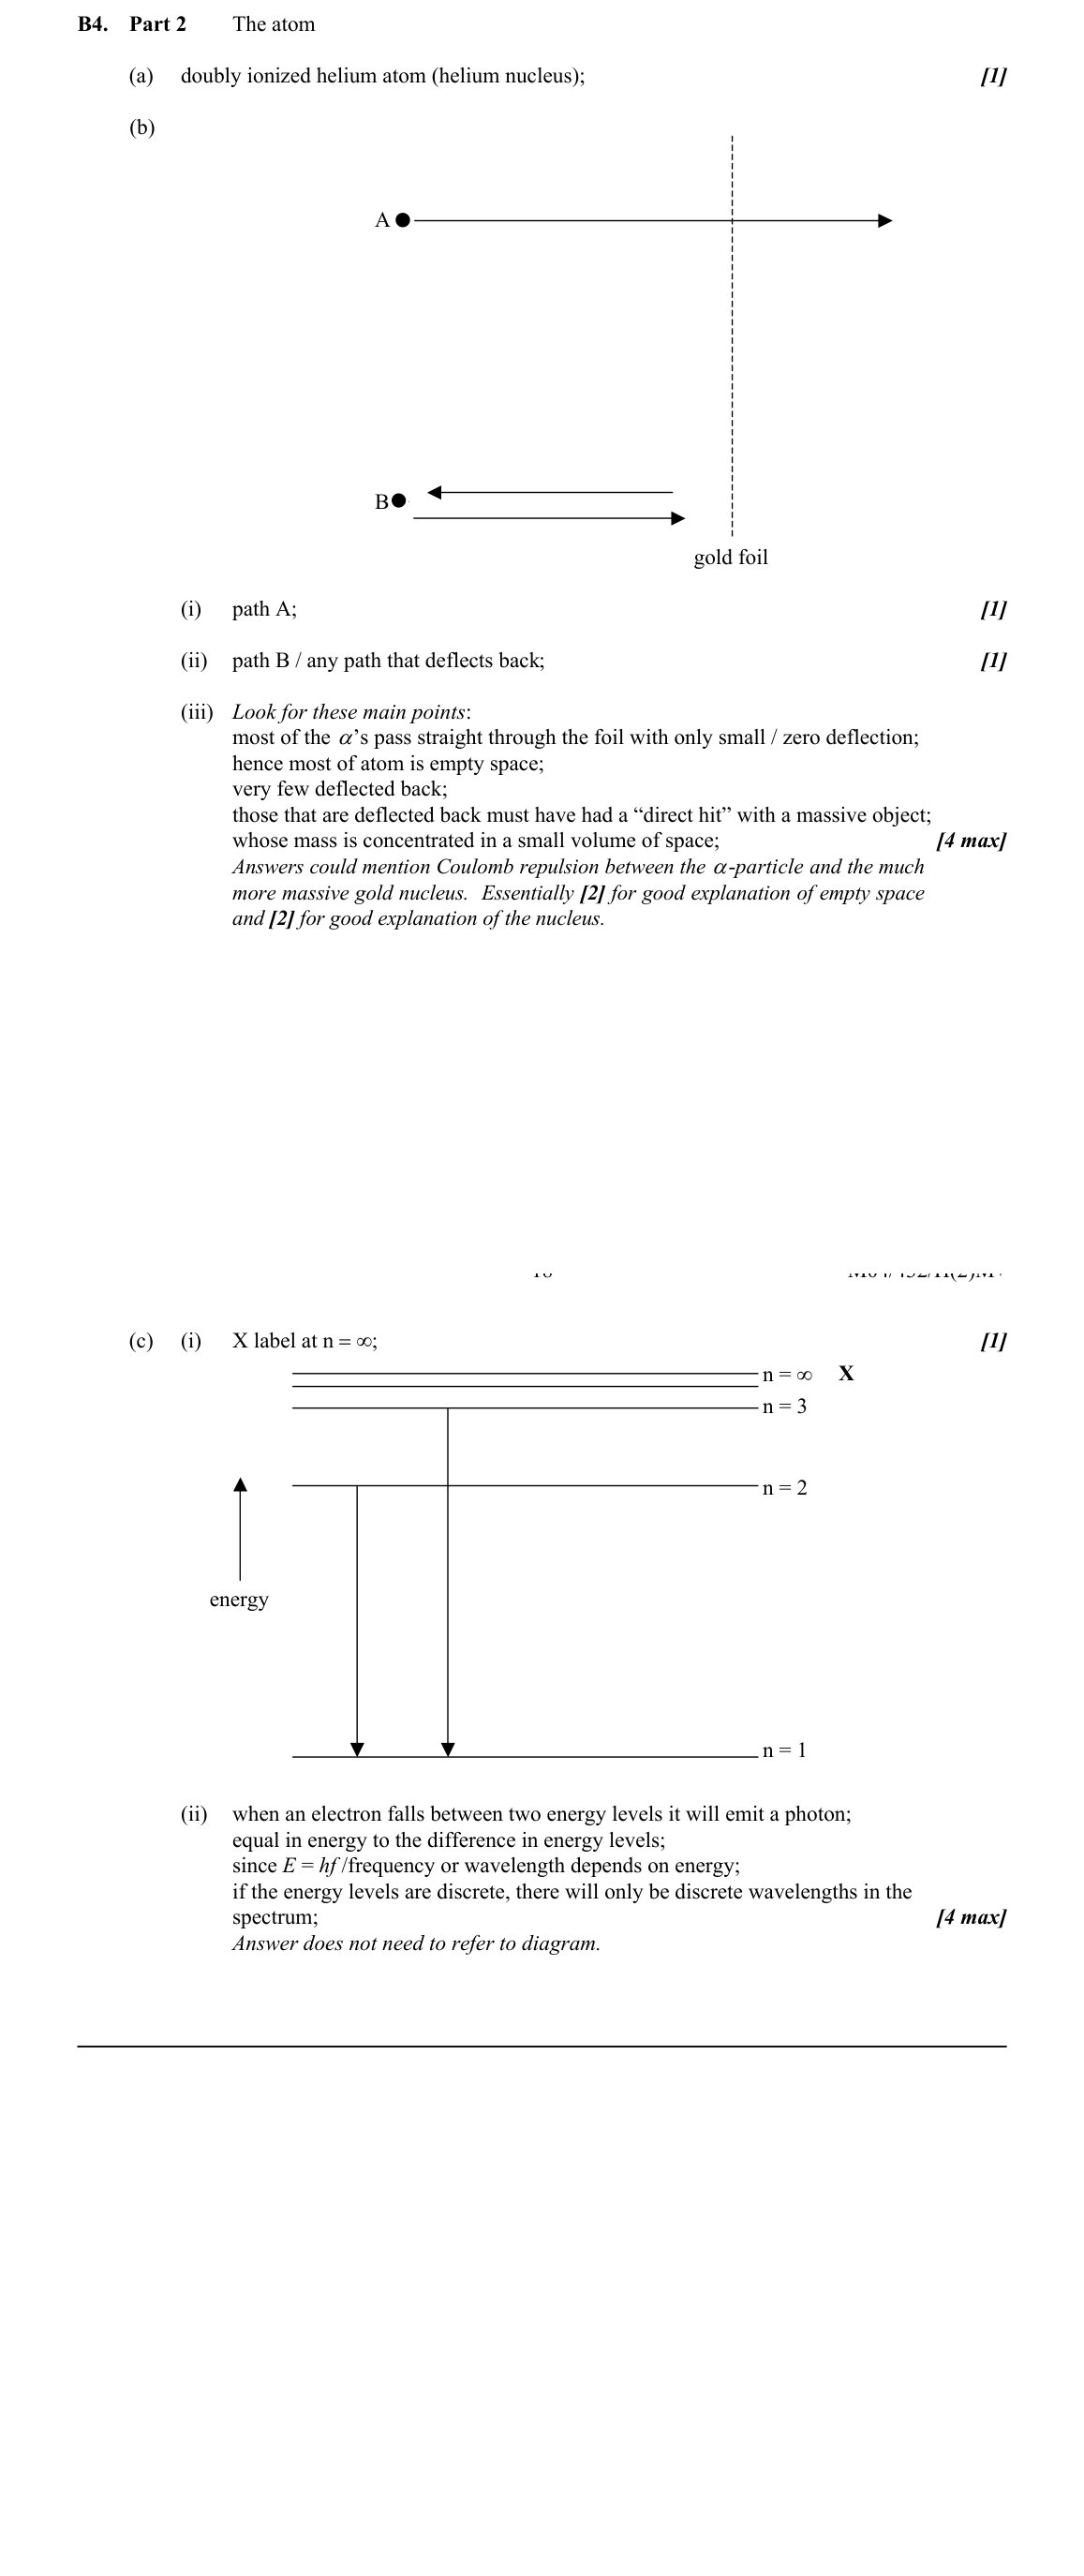 B4. Part 2 The atom
(a) doubly ionized helium atom (helium nucleus); [1]
(b)
A
B
gold foil
(i) path A; [1]
(ii) path B / any path that deflects back; [1]
(iii) Look for these main points:
most of the α’s pass straight through the foil with only small / zero deflection;
hence most of atom is empty space;
very few deflected back;
those that are deflected back must have had a “direct hit” with a massive object;
whose mass is concentrated in a small volume of space; [4 max]
Answers could mention Coulomb repulsion between the α-particle and the much
more massive gold nucleus. Essentially [2] for good explanation of empty space
and [2] for good explanation of the nucleus.
(c) (i) X label at n = ∞; [1]
n = ∞ X
n = 3
n = 2
energy
n = 1
(ii) when an electron falls between two energy levels it will emit a photon;
equal in energy to the difference in energy levels;
since E = hf /frequency or wavelength depends on energy;
if the energy levels are discrete, there will only be discrete wavelengths in the
spectrum; [4 max]
Answer does not need to refer to diagram.